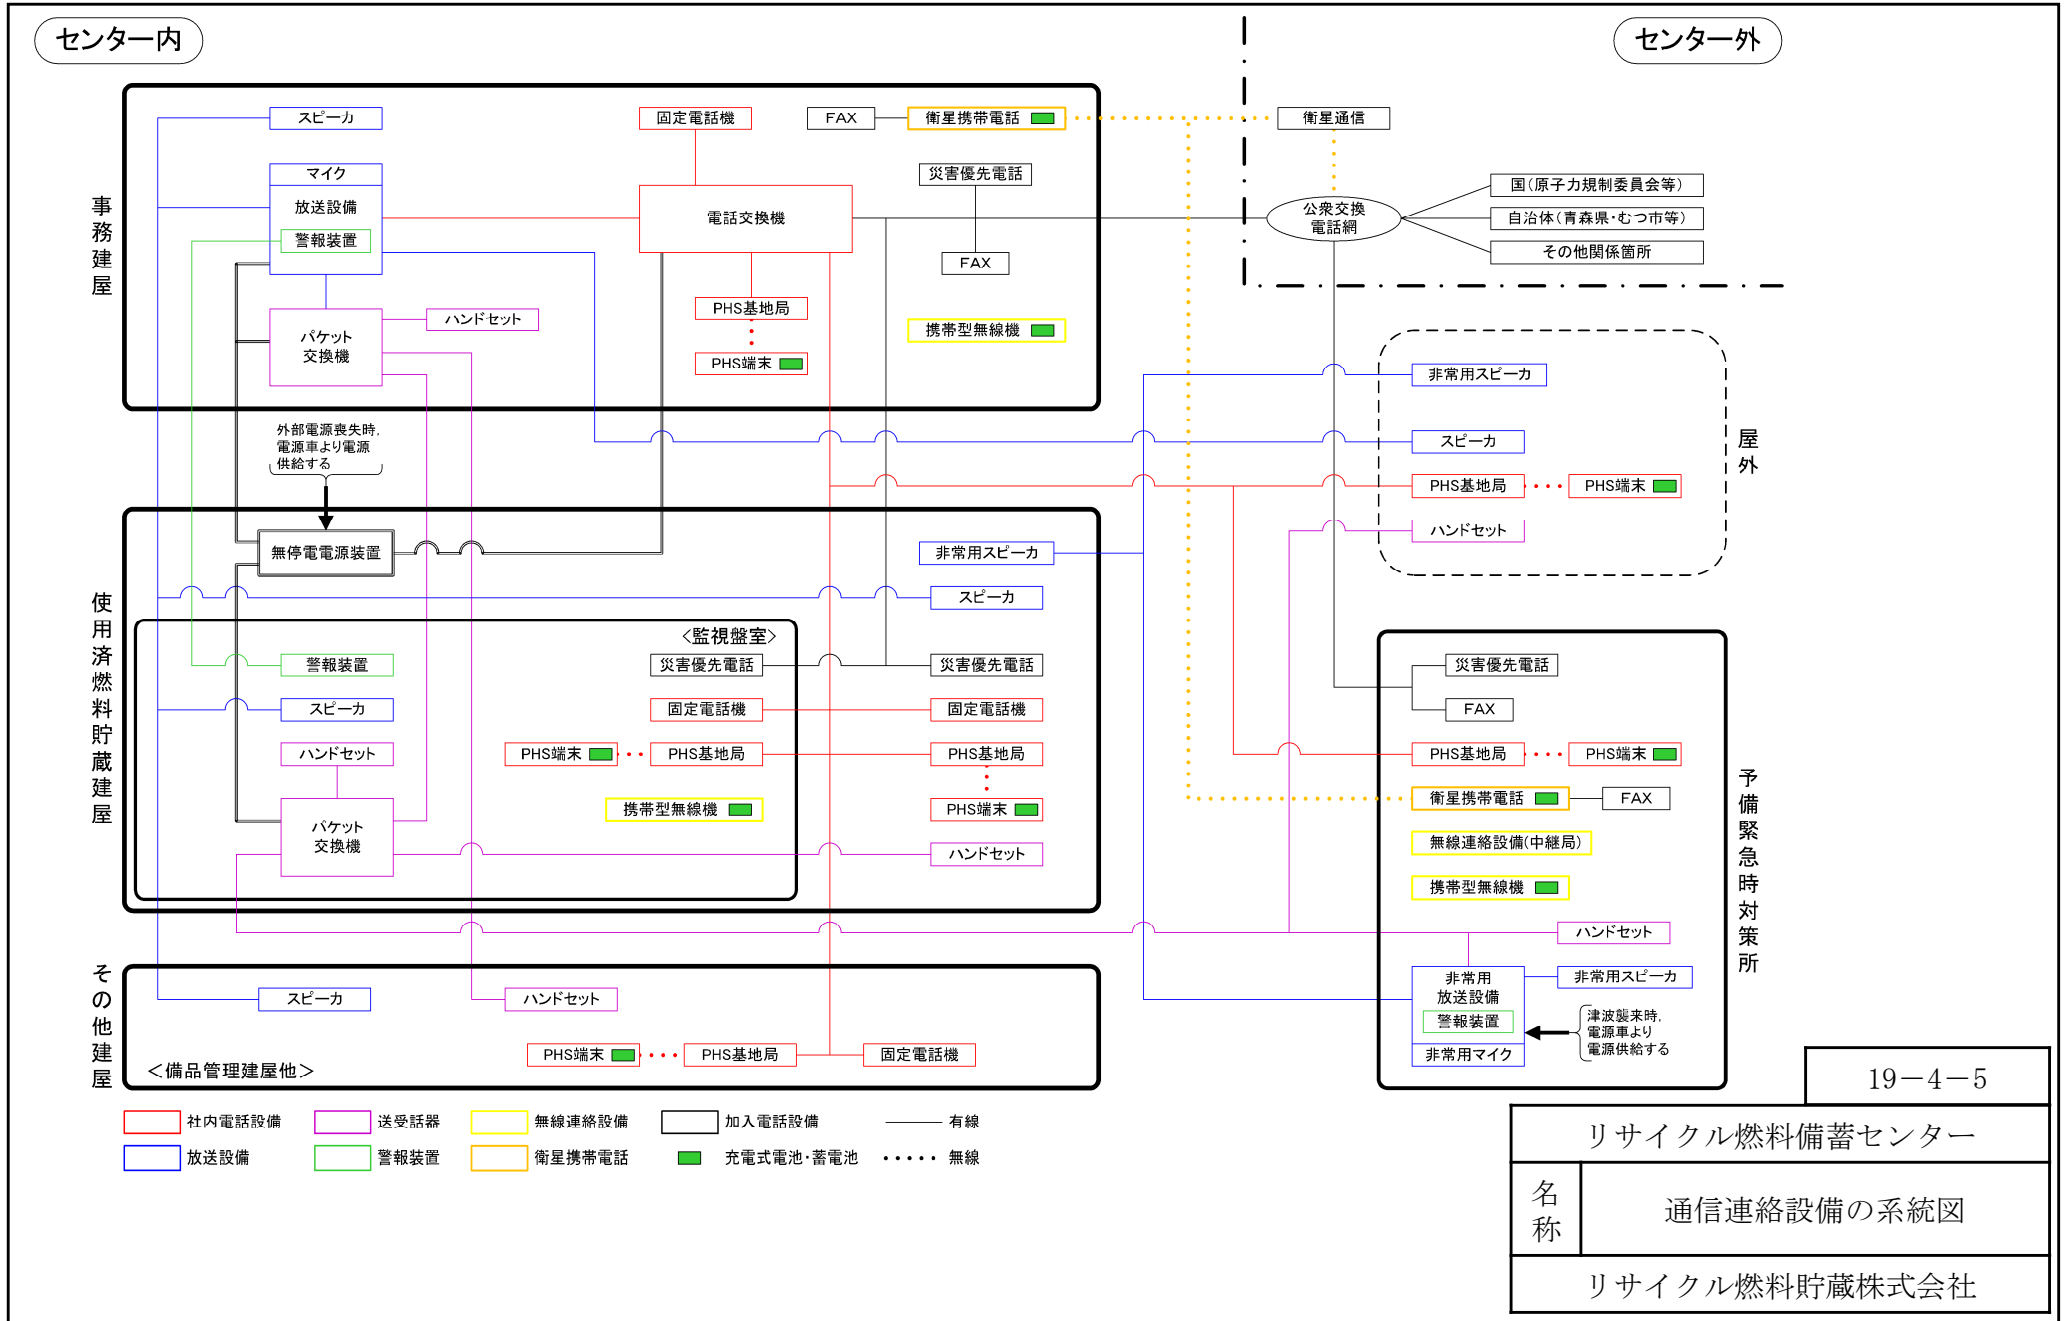 センター内
センター外
事務建屋
スピーカ
固定電話機
FAX
衛星携帯電話
衛星通信
マイク
放送設備
警報装置
電話交換機
災害優先電話
FAX
公衆交換
電話網
国(原子力規制委員会等)
自治体(青森県・むつ市等)
その他関係箇所
パケット
交換機
ハンドセット
PHS基地局
PHS端末
携帯型無線機
外部電源喪失時,
電源車より電源
供給する
屋外
非常用スピーカ
スピーカ
PHS基地局
PHS端末
ハンドセット
使用済燃料貯蔵建屋
無停電電源装置
非常用スピーカ
スピーカ
<監視盤室>
警報装置
災害優先電話
災害優先電話
スピーカ
固定電話機
固定電話機
ハンドセット
PHS端末
PHS基地局
PHS基地局
携帯型無線機
PHS端末
パケット
交換機
ハンドセット
予備緊急時対策所
災害優先電話
FAX
PHS基地局
PHS端末
衛星携帯電話
FAX
無線連絡設備(中継局)
携帯型無線機
ハンドセット
非常用
放送設備
警報装置
非常用マイク
非常用スピーカ
津波襲来時,
電源車より
電源供給する
その他建屋
スピーカ
ハンドセット
PHS端末
PHS基地局
固定電話機
<備品管理建屋他>
社内電話設備
送受話器
無線連絡設備
加入電話設備
有線
放送設備
警報装置
衛星携帯電話
充電式電池・蓄電池
無線
19-4-5
リサイクル燃料備蓄センター
名称
通信連絡設備の系統図
リサイクル燃料貯蔵株式会社